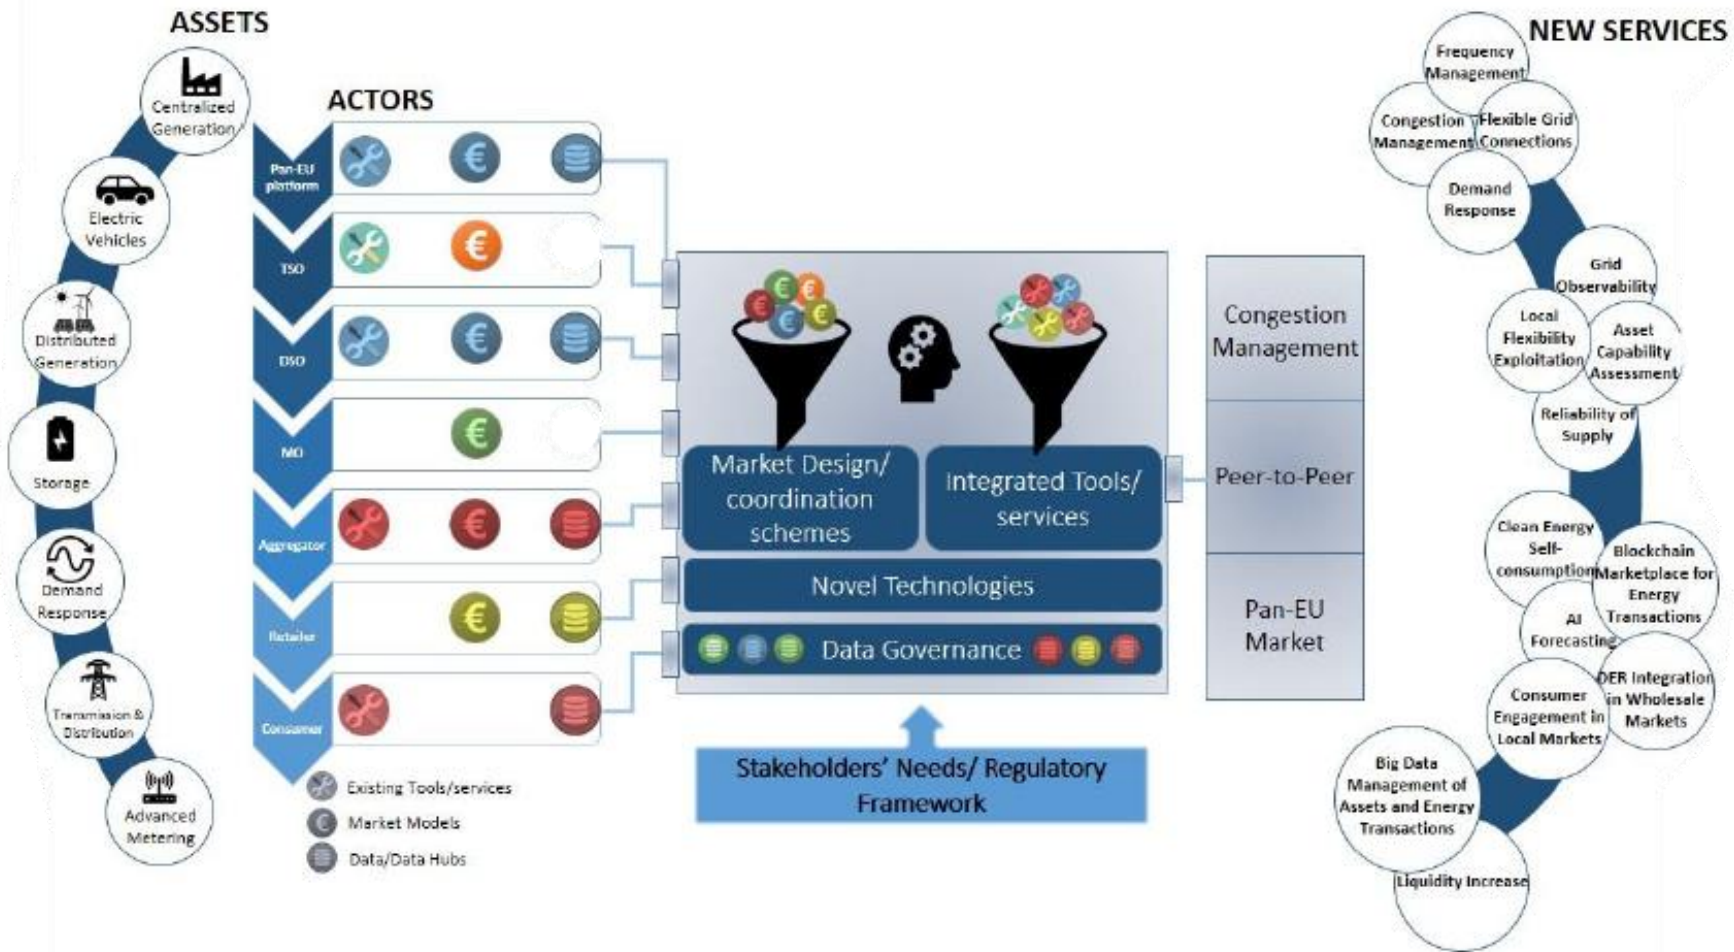 ASSETS
Centralized
Generation
Electric
Vehicles
Distributed
Generation
Storage
Demand
Response
Transmission &
Distribution
Advanced
Metering
ACTORS
Pan-EU
platform
TSO
DSO
MO
Aggregator
Retailer
Consumer
Existing Tools/services
Market Models
Data/Data Hubs
Market Design/
coordination
schemes
Integrated Tools/
services
Novel Technologies
Data Governance
Stakeholders' Needs/ Regulatory
Framework
Congestion
Management
Peer-to-Peer
Pan-EU
Market
NEW SERVICES
Frequency
Management
Congestion
Management
Flexible Grid
Connections
Demand
Response
Grid
Observability
Local
Flexibility
Exploitation
Asset
Capability
Assessment
Reliability of
Supply
Clean Energy
Self-
consumption
Blockchain
Marketplace for
Energy
Transactions
AI
Forecasting
DER Integration
in Wholesale
Markets
Consumer
Engagement in
Local Markets
Big Data
Management of
Assets and Energy
Transactions
Liquidity Increase